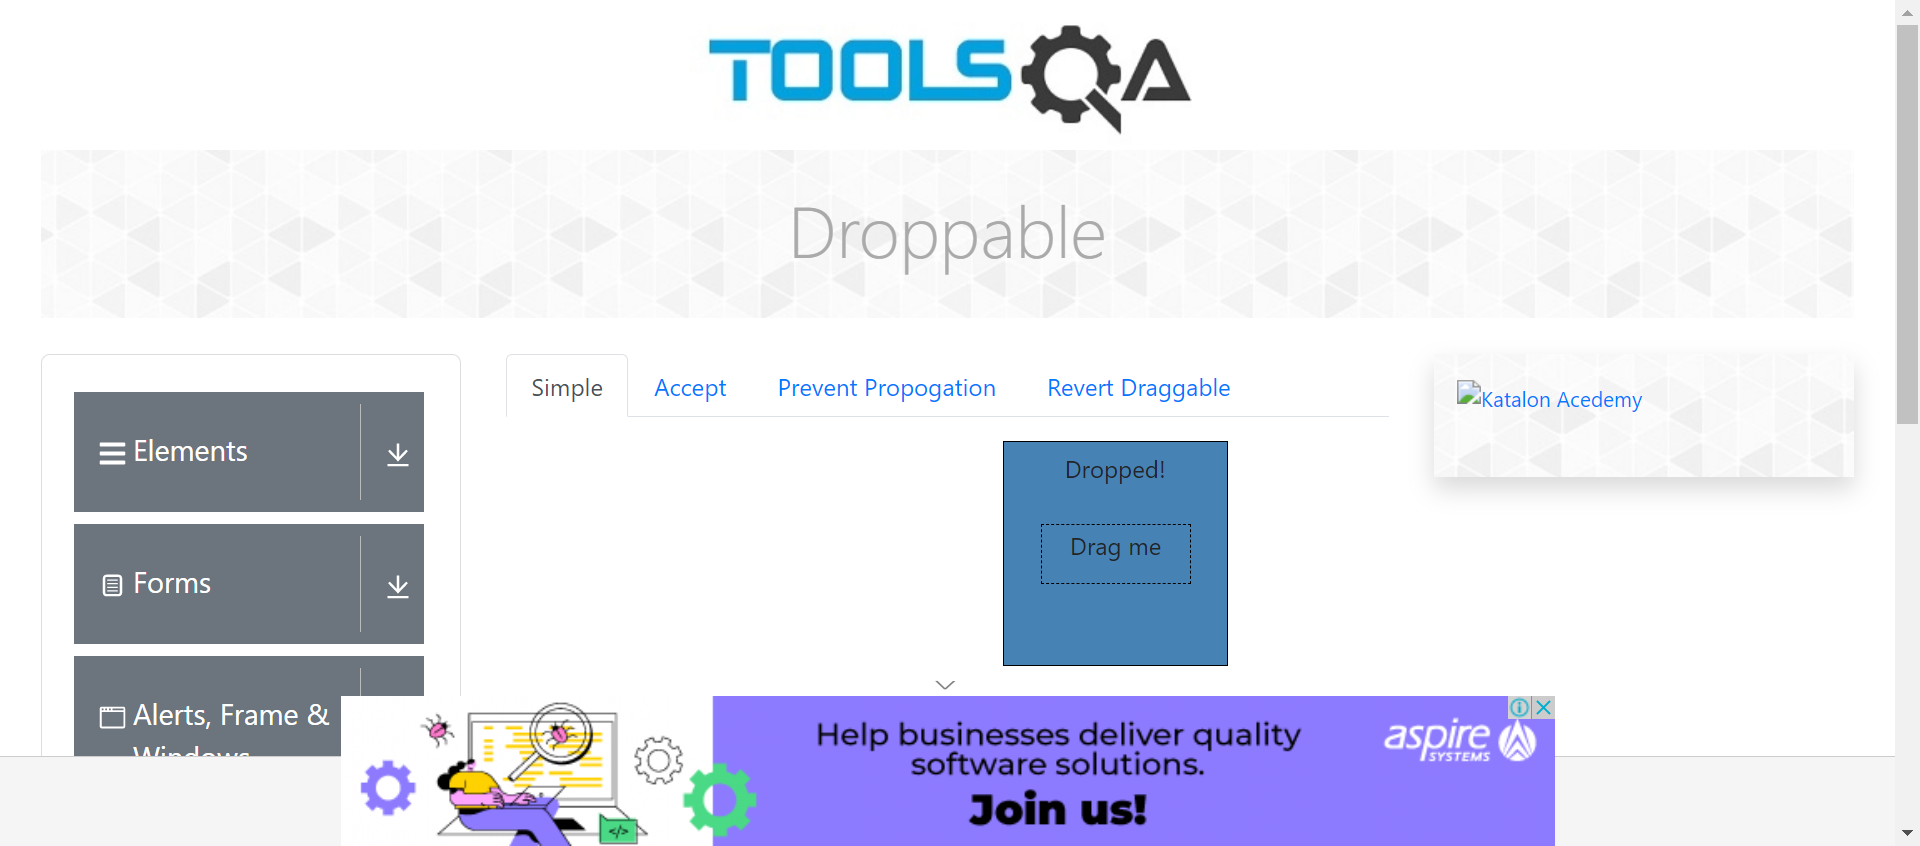 TOOLSQA
Droppable
Elements
Forms
Alerts, Frame &
Windows
Simple
Accept
Prevent Propogation
Revert Draggable
Dropped!
Drag me
Katalon Acedemy
Help businesses deliver quality
software solutions.
Join us!
aspire
SYSTEMS
</>